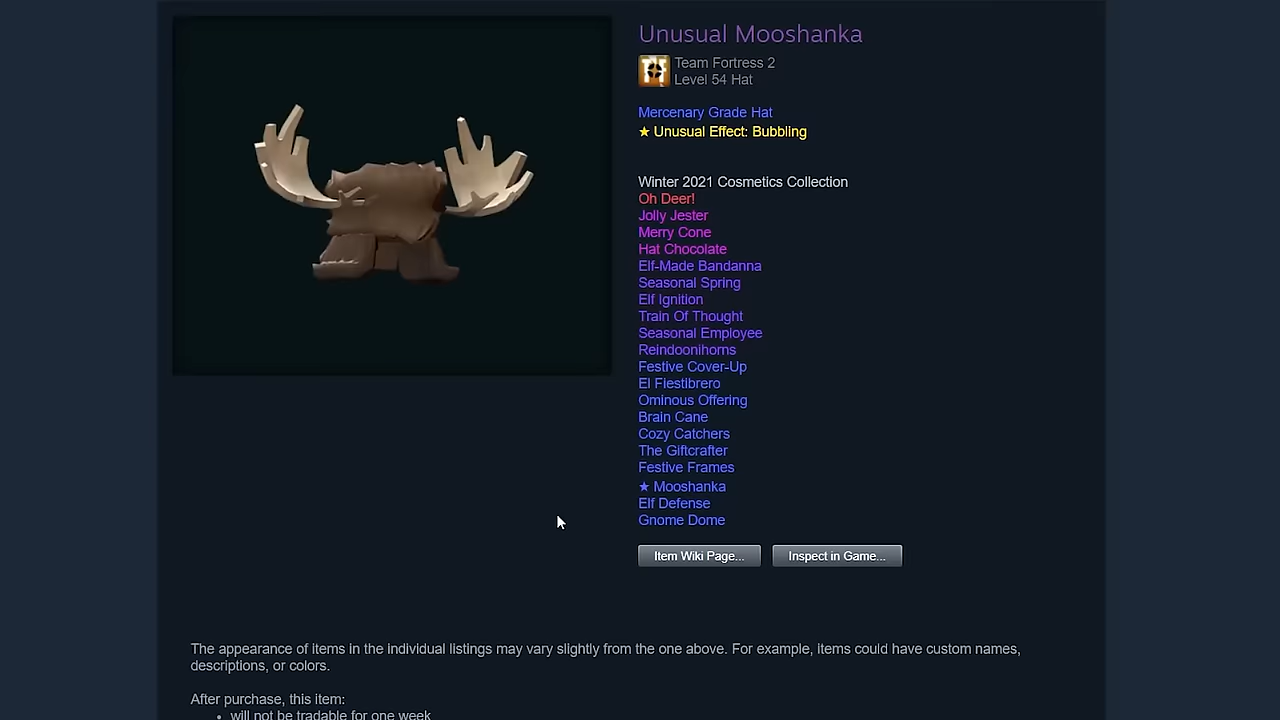 Unusual Mooshanka
Team Fortress 2
Level 54 Hat
Mercenary Grade Hat
★ Unusual Effect: Bubbling
Winter 2021 Cosmetics Collection
Oh Deer!
Jolly Jester
Merry Cone
Hat Chocolate
Elf-Made Bandanna
Seasonal Spring
Elf Ignition
Train Of Thought
Seasonal Employee
Reindoonihorns
Festive Cover-Up
El Fiestibrero
Ominous Offering
Brain Cane
Cozy Catchers
The Giftcrafter
Festive Frames
★ Mooshanka
Elf Defense
Gnome Dome
Item Wiki Page... Inspect in Game...
The appearance of items in the individual listings may vary slightly from the one above. For example, items could have custom names,
descriptions, or colors.
After purchase, this item:
• will not be tradable for one week